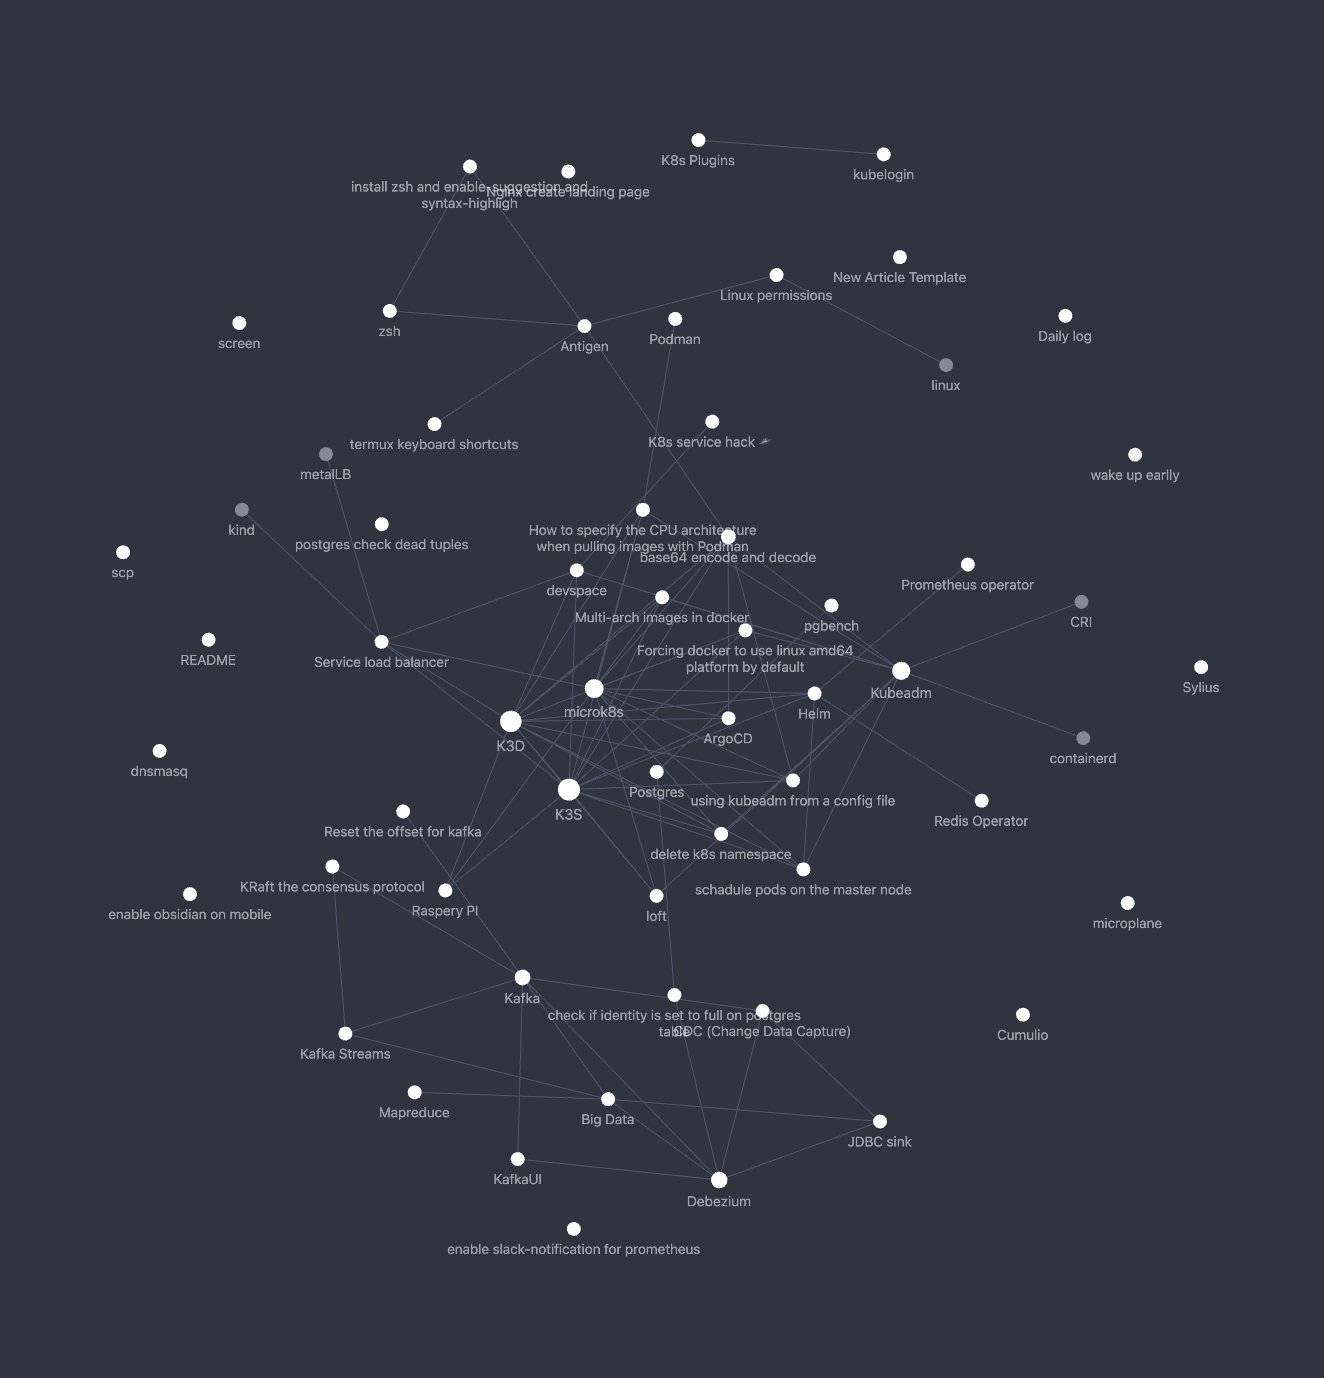 K8s Plugins
kubelogin
install zsh and enable-suggestion and
syntax-highligh
Nginx create landing page
New Article Template
Linux permissions
zsh
screen
Antigen
Podman
Daily log
linux
termux keyboard shortcuts
K8s service hack
metalLB
wake up earlly
kind
postgres check dead tuples
How to specify the CPU architecture
when pulling images with Podman
base64 encode and decode
scp
devspace
Prometheus operator
Multi-arch images in docker
pgbench
CRI
Forcing docker to use linux amd64
platform by default
README
Service load balancer
Kubeadm
Sylius
microk8s
Helm
K3D
ArgoCD
containerd
dnsmasq
Postgres
using kubeadm from a config file
K3S
Redis Operator
Reset the offset for kafka
delete k8s namespace
KRaft the consensus protocol
schadule pods on the master node
Raspery PI
loft
enable obsidian on mobile
microplane
Kafka
check if identity is set to full on postgres
table
CDC (Change Data Capture)
Cumulio
Kafka Streams
Mapreduce
Big Data
JDBC sink
KafkaUI
Debezium
enable slack-notification for prometheus